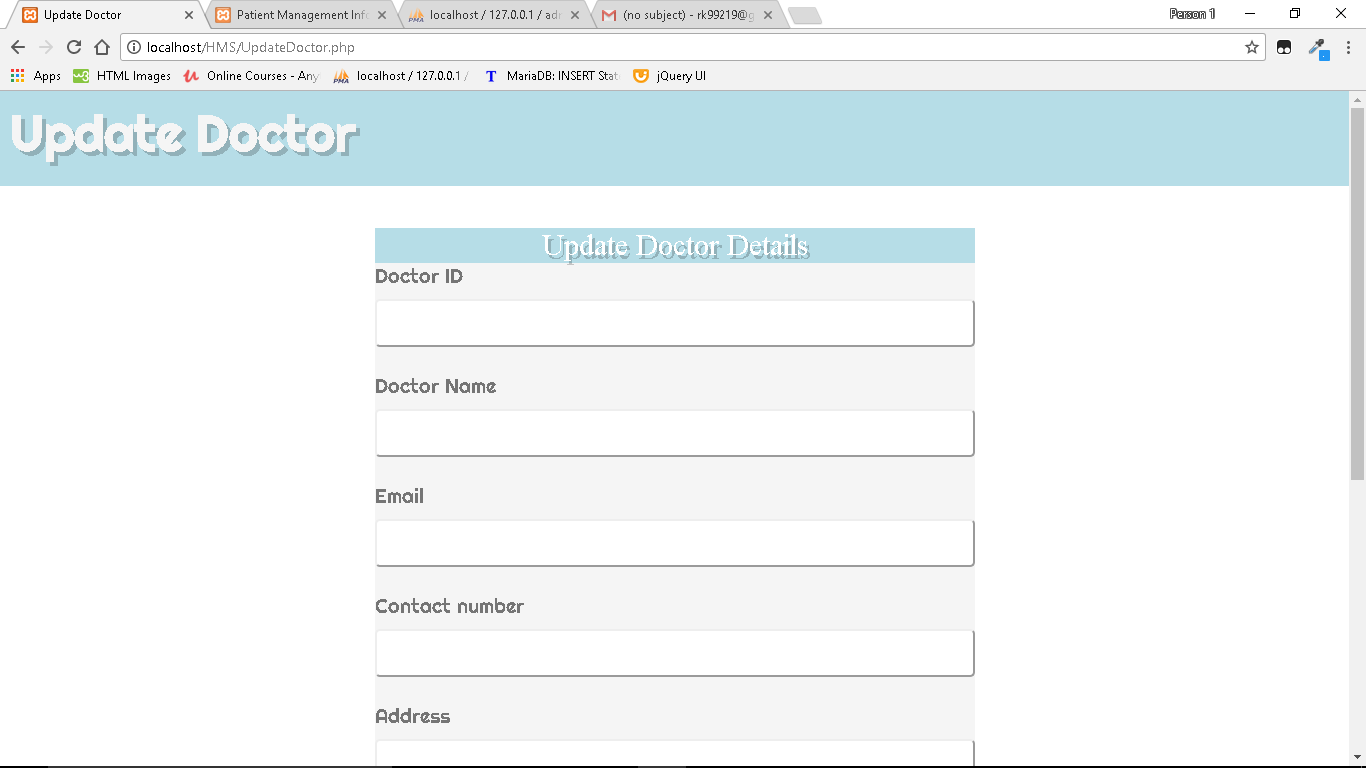 Update Doctor
Patient Management Inf
localhost / 127.0.0.1 / adr
(no subject) - rk99219@g
Person 1
localhost/HMS/UpdateDoctor.php
Apps
HTML Images
Online Courses - Any
localhost / 127.0.0.1 /
MariaDB: INSERT Stat
jQuery UI
Update Doctor
Update Doctor Details
Doctor ID
Doctor Name
Email
Contact number
Address